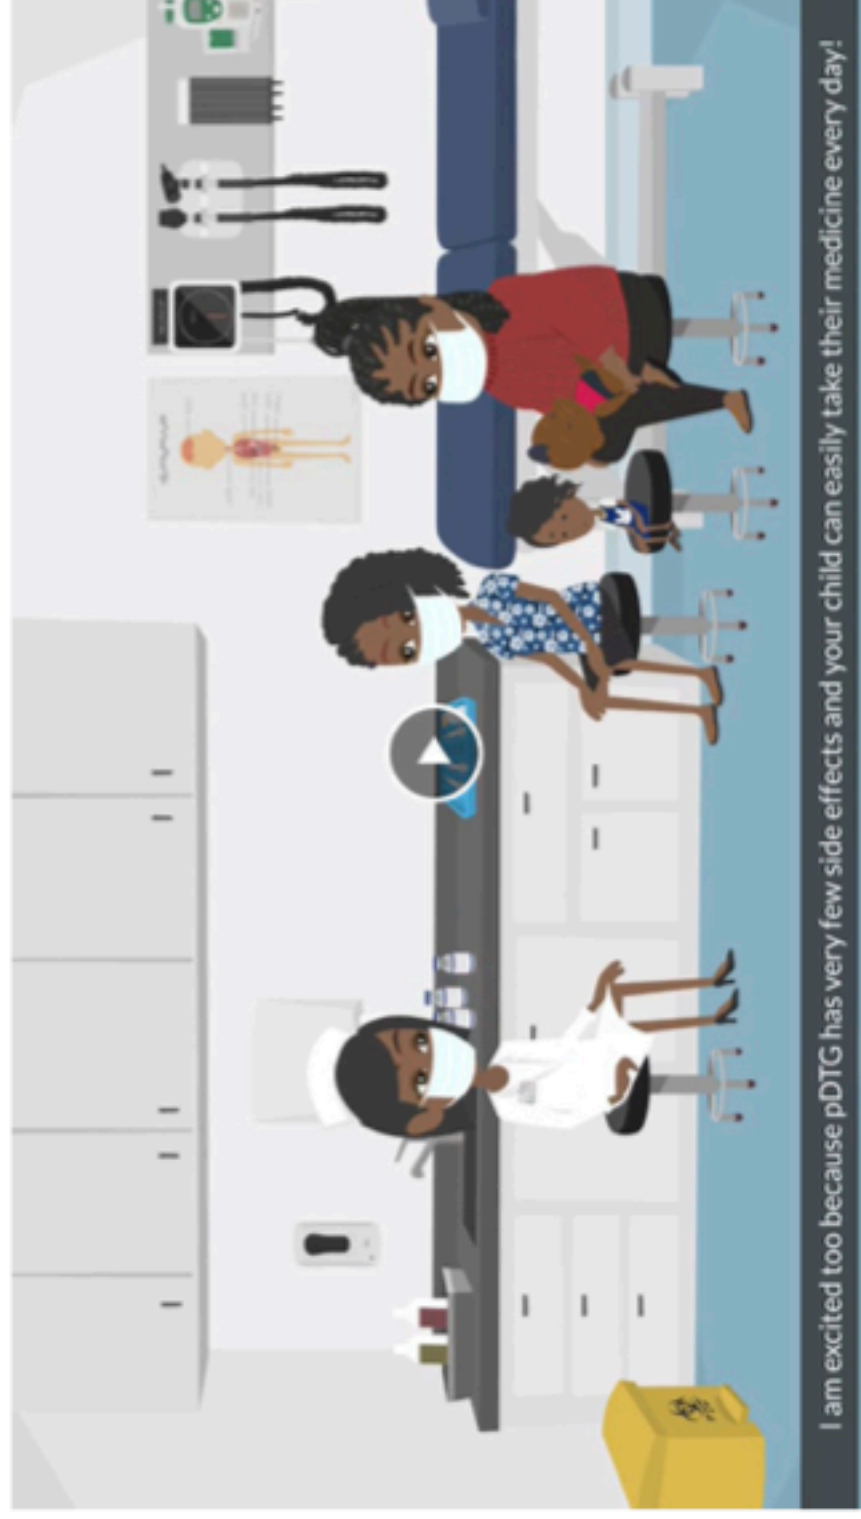 I am excited too because pDTG has very few side effects and your child can easily take their medicine every day!